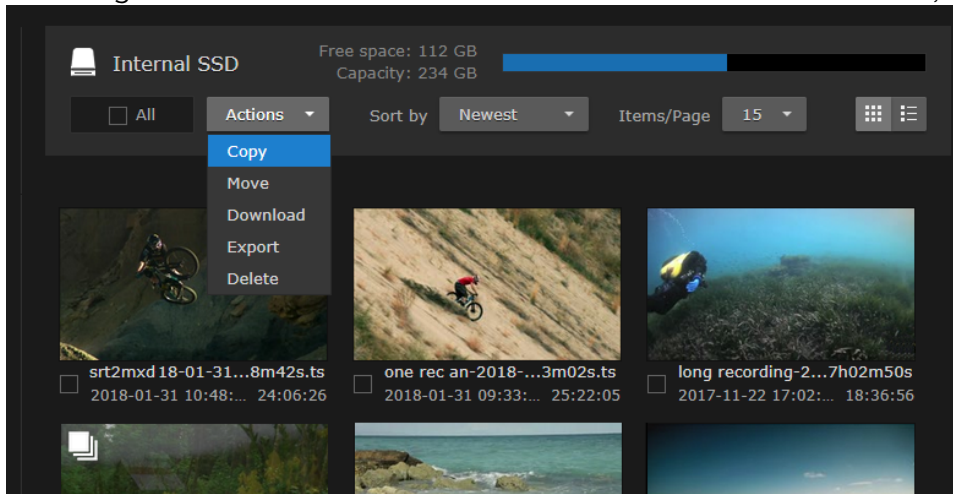 Internal SSD
Free space: 112 GB
Capacity: 234 GB
All
Actions
Sort by
Newest
Items/Page
15
Copy
Move
Download
Export
Delete
srt2mxd18-01-31...8m42s.ts
2018-01-31 10:48:... 24:06:26
one rec an-2018-...3m02s.ts
2018-01-31 09:33:... 25:22:05
long recording-2...7h02m50s
2017-11-22 17:02:... 18:36:56